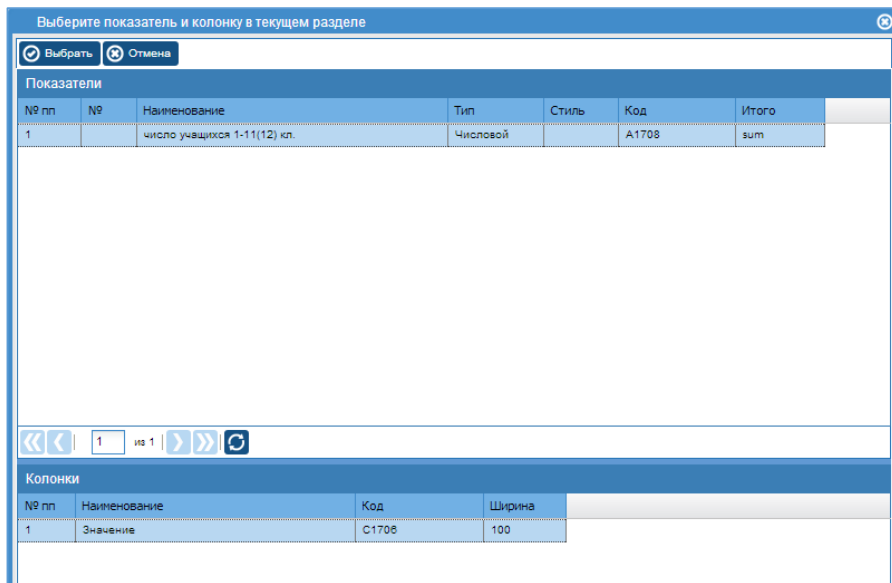 Выберите показатель и колонку в текущем разделе
Выбрать Отмена
Показатели
№ пп № Наименование Тип Стиль Код Итого
1 число учащихся 1-11(12) кл. Числовой A1708 sum
1 из 1
Колонки
№ пп Наименование Код Ширина
1 Значение C1706 100